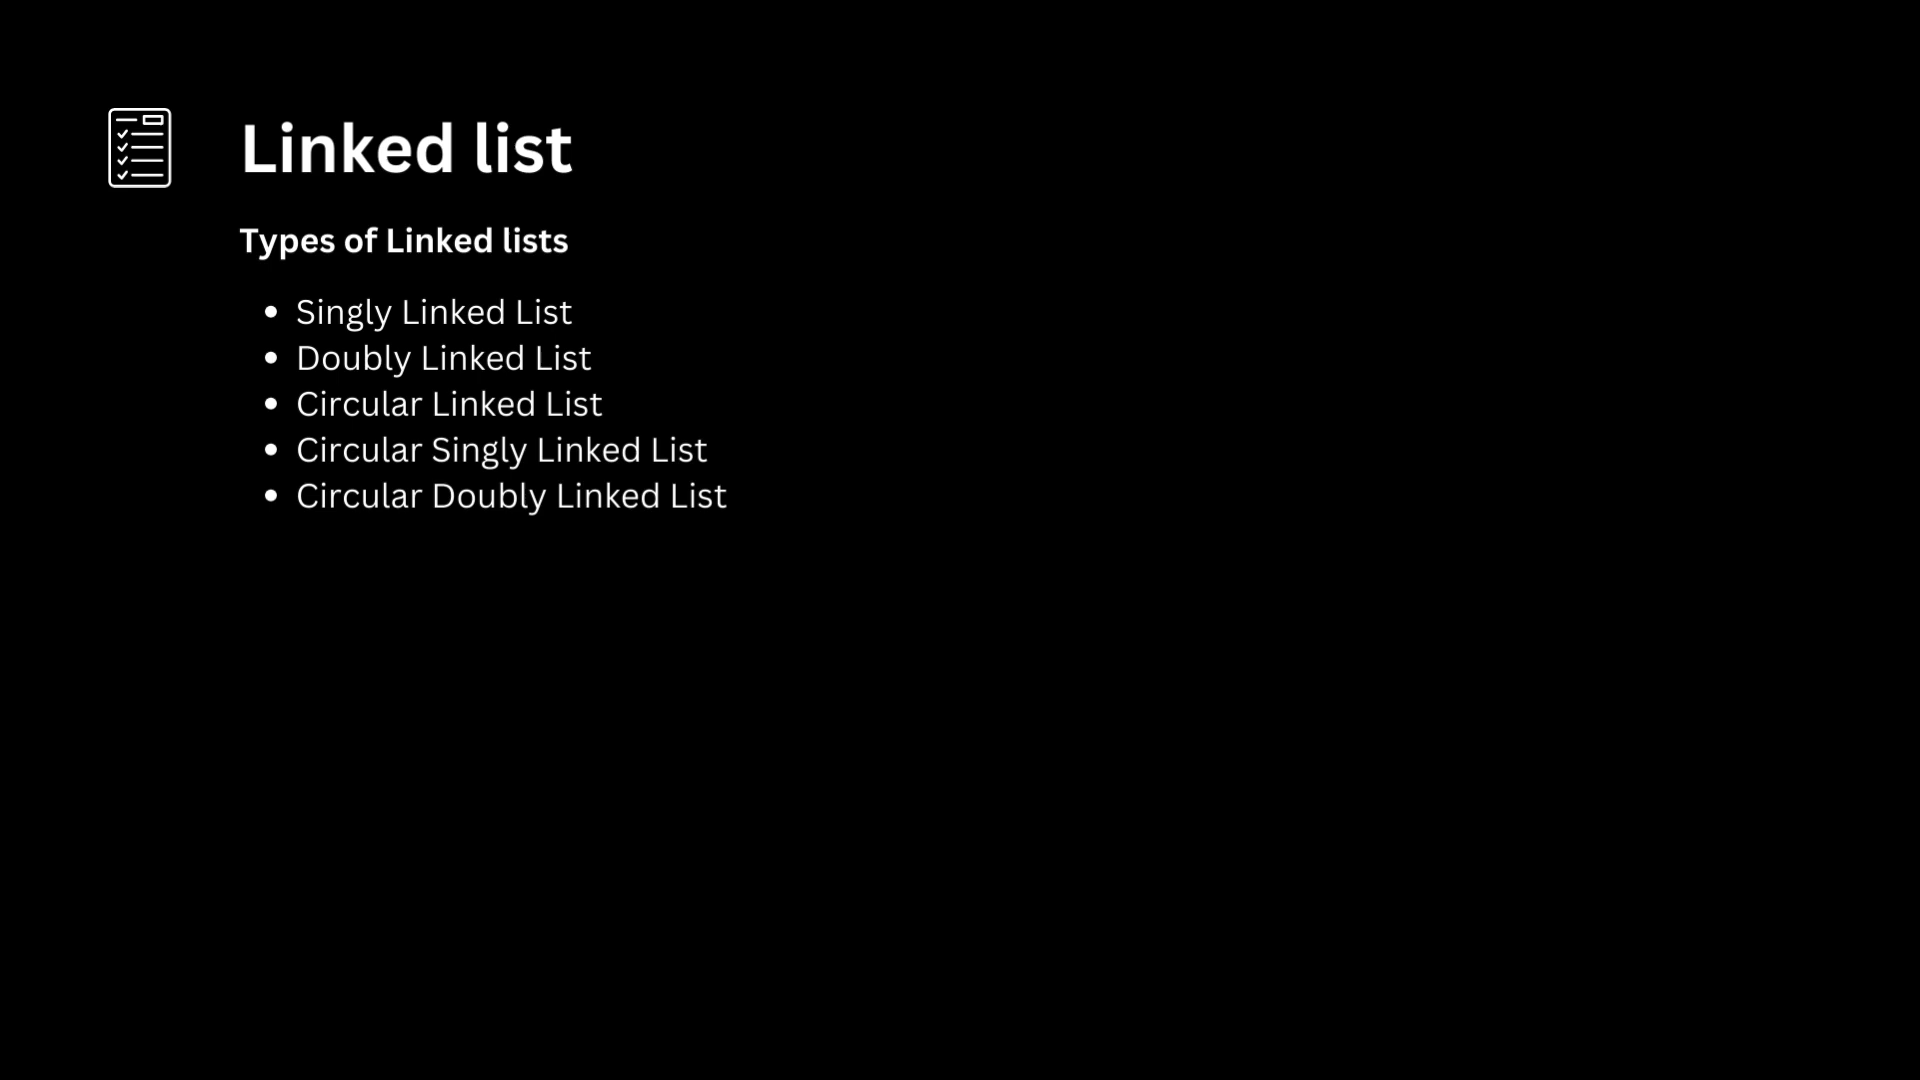 Linked list
Types of Linked lists
• Singly Linked List
• Doubly Linked List
• Circular Linked List
• Circular Singly Linked List
• Circular Doubly Linked List